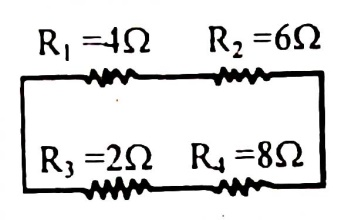 R₁ =4Ω R₂ =6Ω
R₃ =2Ω R₄ =8Ω